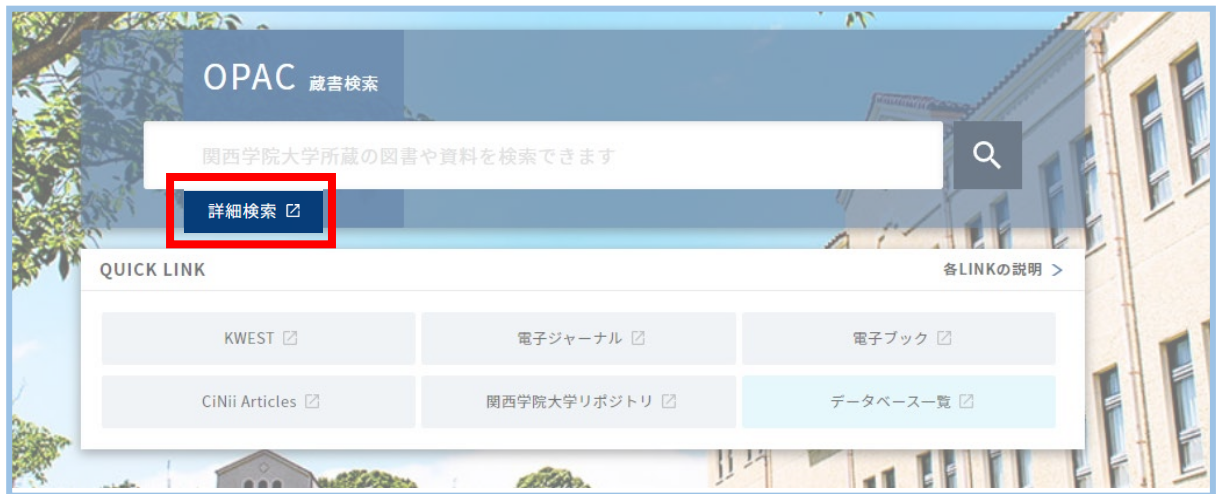 OPAC 蔵書検索
関西学院大学所蔵の図書や資料を検索できます
詳細検索
QUICK LINK 各LINKの説明 >
KWEST 電子ジャーナル 電子ブック
CiNii Articles 関西学院大学リポジトリ データベース一覧